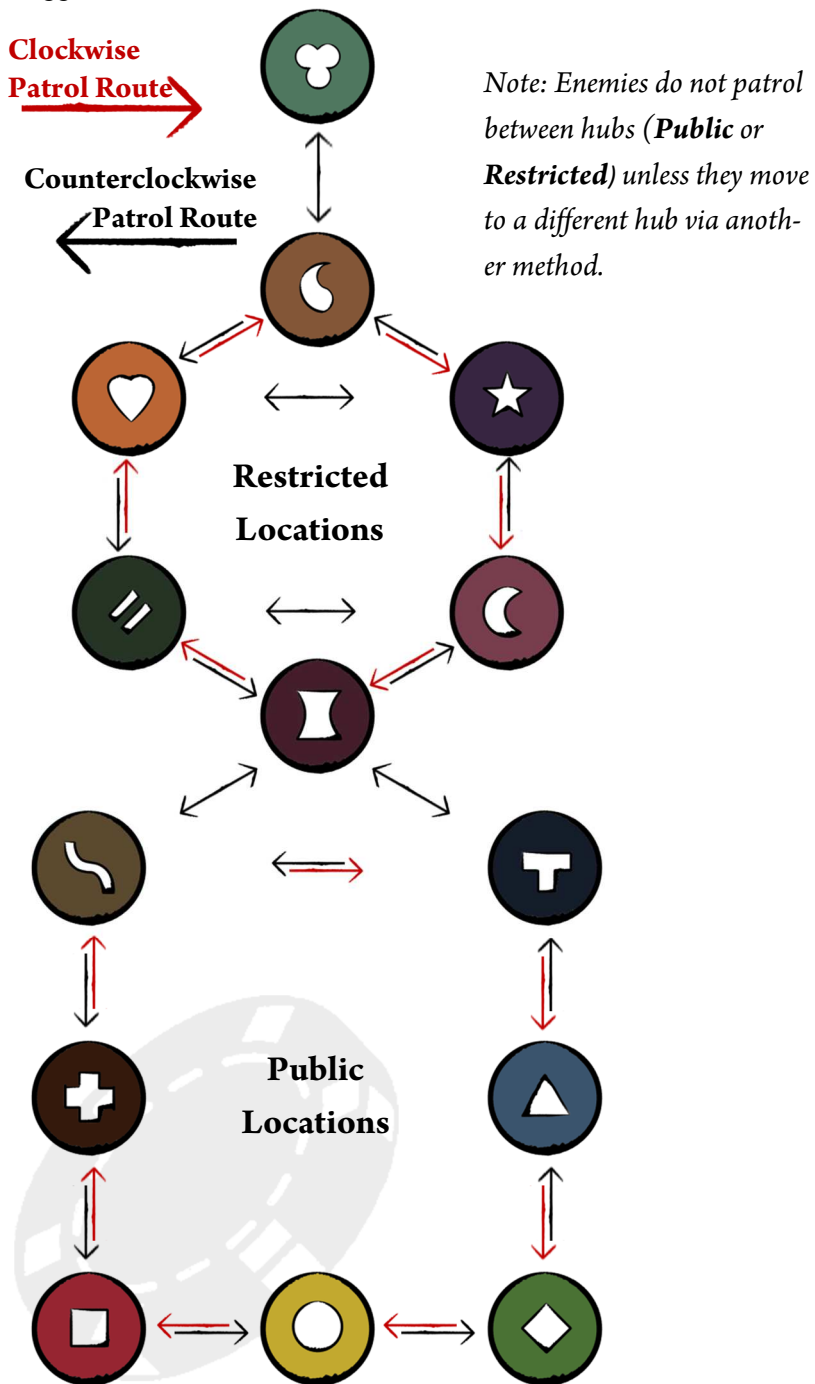 Clockwise
Patrol Route
Note: Enemies do not patrol
between hubs (Public or
Restricted) unless they move
to a different hub via anoth-
er method.
Counterclockwise
Patrol Route
Restricted
Locations
Public
Locations